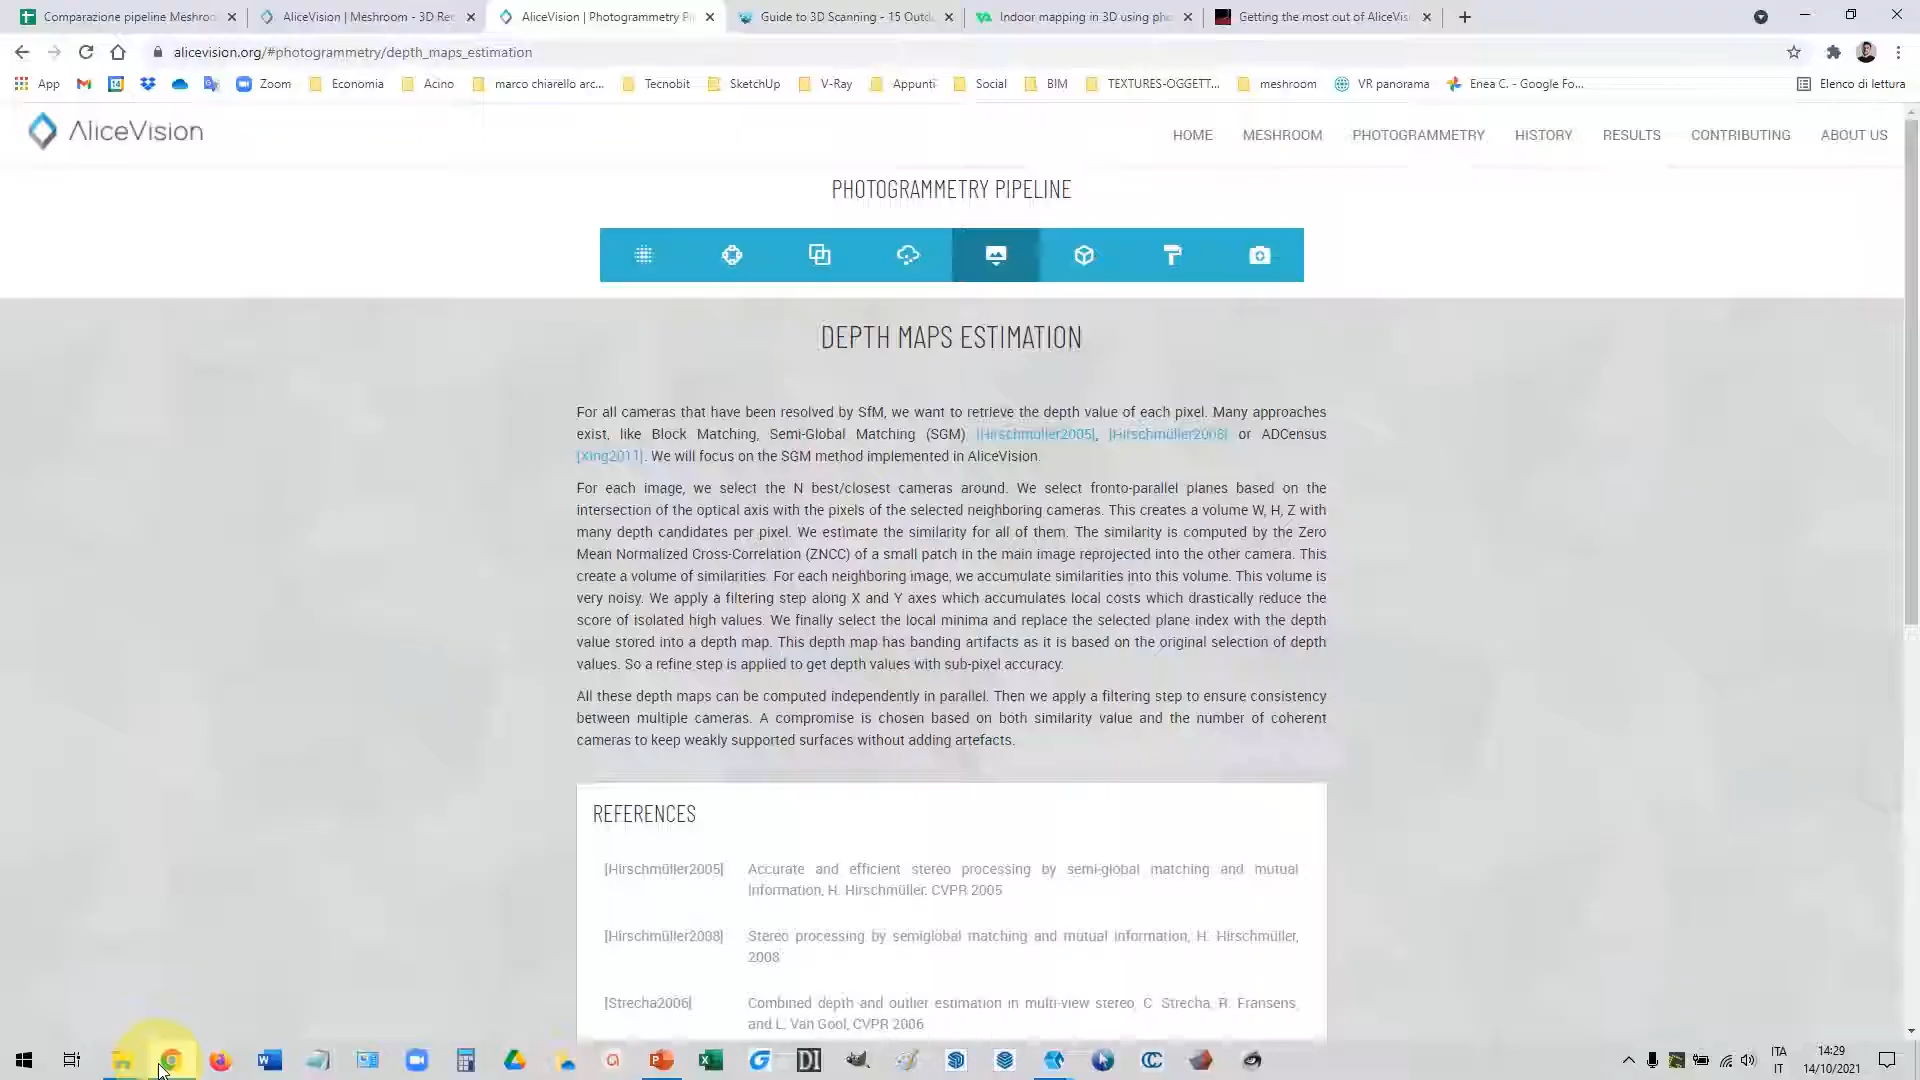 Comparazione pipeline Meshroo
AliceVision | Meshroom - 3D Rec
AliceVision | Photogrammetry Pi
Guide to 3D Scanning - 15 Outd
Indoor mapping in 3D using pho
Getting the most out of AliceVis
alicevision.org/#photogrammetry/depth_maps_estimation
App
14
Zoom
Economia
Acino
marco chiarello arc...
Tecnobit
SketchUp
V-Ray
Appunti
Social
BIM
TEXTURES-OGGETT...
meshroom
VR panorama
Enea C. - Google Fo...
Elenco di lettura
AliceVision
HOME
MESHROOM
PHOTOGRAMMETRY
HISTORY
RESULTS
CONTRIBUTING
ABOUT US
PHOTOGRAMMETRY PIPELINE
DEPTH MAPS ESTIMATION
For all cameras that have been resolved by SfM, we want to retrieve the depth value of each pixel. Many approaches
exist, like Block Matching, Semi-Global Matching (SGM) [Hirschmüller2005], [Hirschmüller2008] or ADCensus
[Xing2011]. We will focus on the SGM method implemented in AliceVision.
For each image, we select the N best/closest cameras around. We select fronto-parallel planes based on the
intersection of the optical axis with the pixels of the selected neighboring cameras. This creates a volume W, H, Z with
many depth candidates per pixel. We estimate the similarity for all of them. The similarity is computed by the Zero
Mean Normalized Cross-Correlation (ZNCC) of a small patch in the main image reprojected into the other camera. This
create a volume of similarities. For each neighboring image, we accumulate similarities into this volume. This volume is
very noisy. We apply a filtering step along X and Y axes which accumulates local costs which drastically reduce the
score of isolated high values. We finally select the local minima and replace the selected plane index with the depth
value stored into a depth map. This depth map has banding artifacts as it is based on the original selection of depth
values. So a refine step is applied to get depth values with sub-pixel accuracy.
All these depth maps can be computed independently in parallel. Then we apply a filtering step to ensure consistency
between multiple cameras. A compromise is chosen based on both similarity value and the number of coherent
cameras to keep weakly supported surfaces without adding artefacts.
REFERENCES
[Hirschmüller2005] Accurate and efficient stereo processing by semi-global matching and mutual
information, H. Hirschmüller. CVPR 2005
[Hirschmüller2008] Stereo processing by semiglobal matching and mutual information, H. Hirschmüller,
2008
[Strecha2006] Combined depth and outlier estimation in multi-view stereo, C. Strecha, R. Fransens,
and L. Van Gool, CVPR 2006
DI
ITA
IT
14:29
14/10/2021